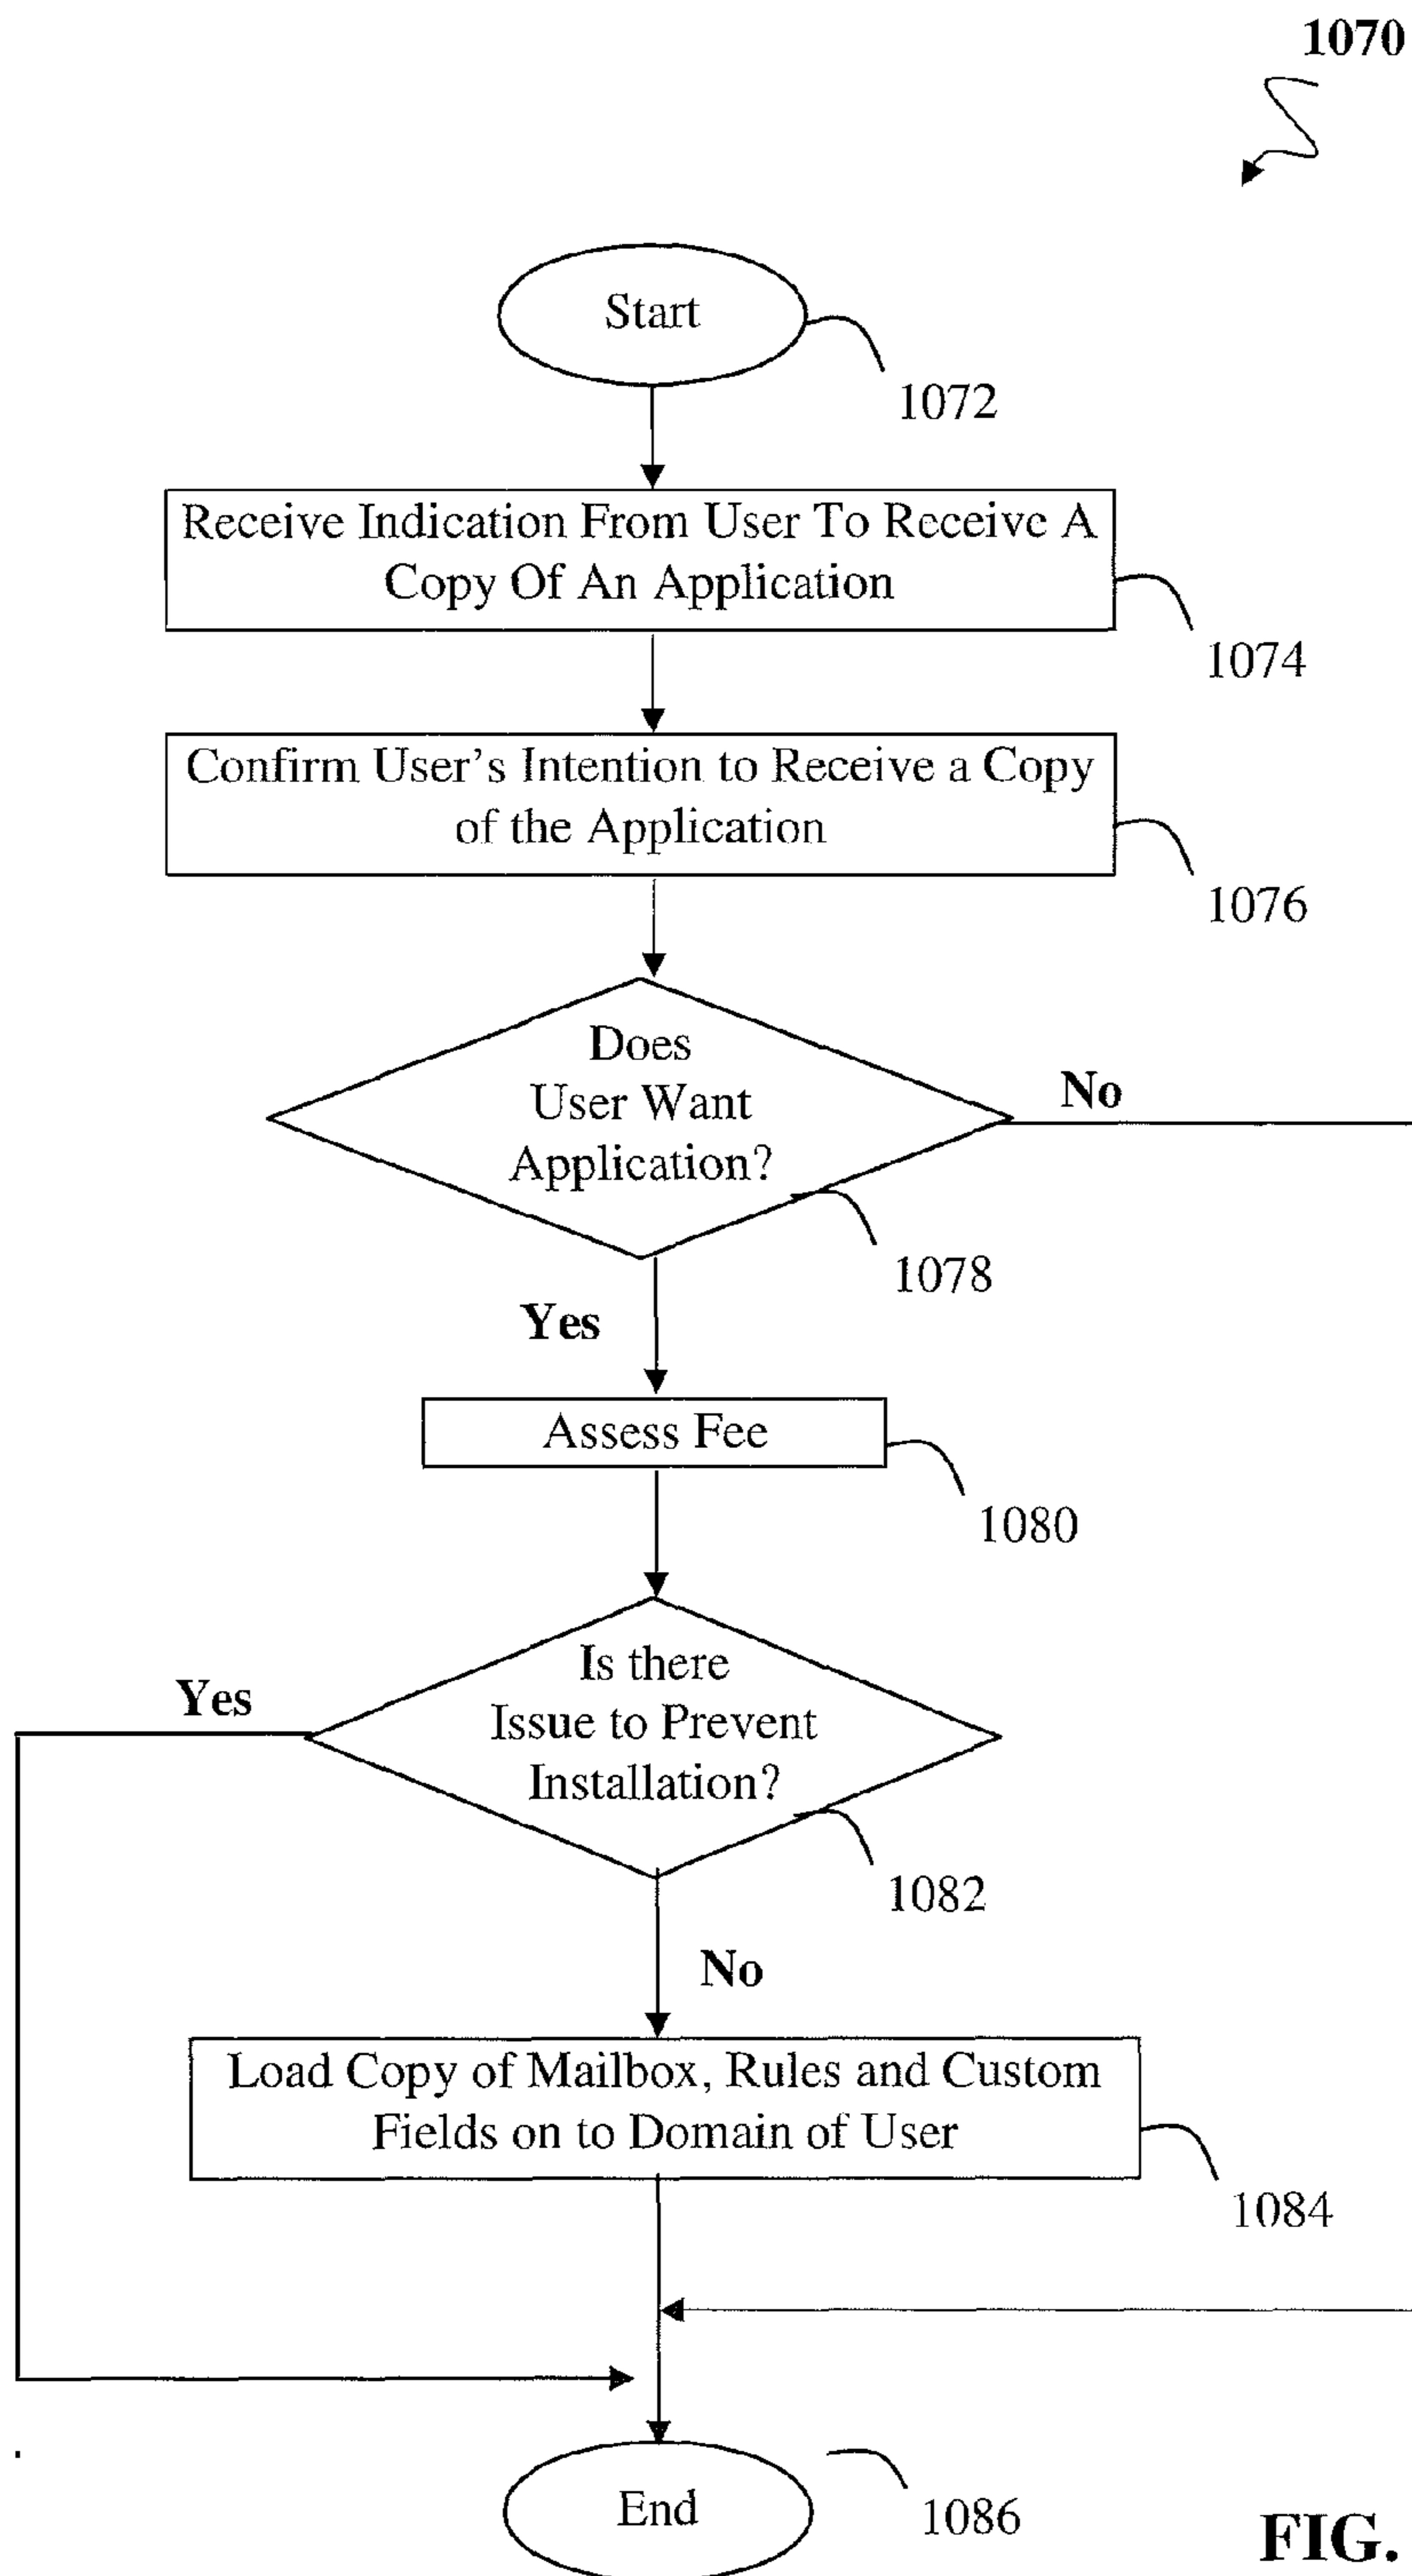 1070
Start
1072
Receive Indication From User To Receive A
Copy Of An Application
1074
Confirm User's Intention to Receive a Copy
of the Application
1076
Does
User Want
Application?
No
1078
Yes
Assess Fee
1080
Is there
Issue to Prevent
Installation?
Yes
1082
No
Load Copy of Mailbox, Rules and Custom
Fields on to Domain of User
1084
End
1086
FIG.